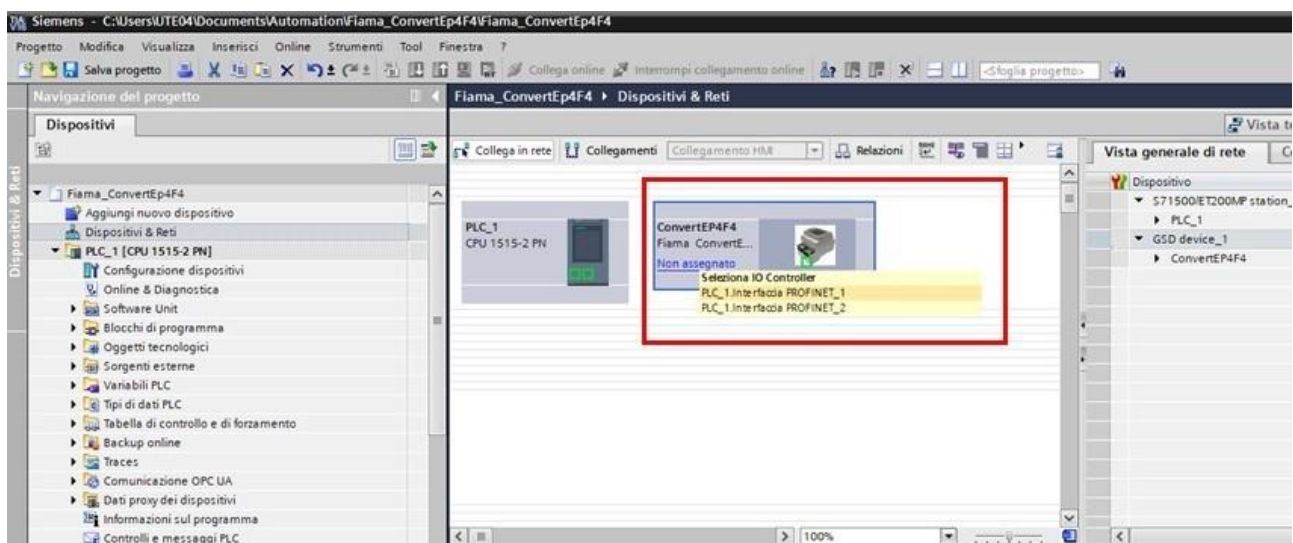 Siemens - C:\Users\UTE04\Documents\Automation\Fiama_ConvertEp4F4\Fiama_ConvertEp4F4
Progetto Modifica Visualizza Inserisci Online Strumenti Tool Finestra ?
Salva progetto Collega online Interrompi collegamento online <Sfoglia progetto>
Navigazione del progetto
Fiama_ConvertEp4F4 Dispositivi & Reti
Dispositivi
Vista
Collega in rete Collegamenti Collegamento HMI Relazioni
Vista generale di rete
Dispositivi & Reti
Fiama_ConvertEp4F4
Aggiungi nuovo dispositivo
Dispositivi & Reti
PLC_1 [CPU 1515-2 PN]
Configurazione dispositivi
Online & Diagnostica
Software Unit
Blocchi di programma
Oggetti tecnologici
Sorgenti esterne
Variabili PLC
Tipi di dati PLC
Tabella di controllo e di forzamento
Backup online
Traces
Comunicazione OPC UA
Dati proxy dei dispositivi
Informazioni sul programma
Controlli e messaggi PLC
PLC_1
CPU 1515-2 PN
ConvertEP4F4
Fiama ConvertE...
Non assegnato
Seleziona IO Controller
PLC_1.Interfaccia PROFINET_1
PLC_1.Interfaccia PROFINET_2
100%
Dispositivo
S71500/ET200MP station_
PLC_1
GSD device_1
ConvertEP4F4